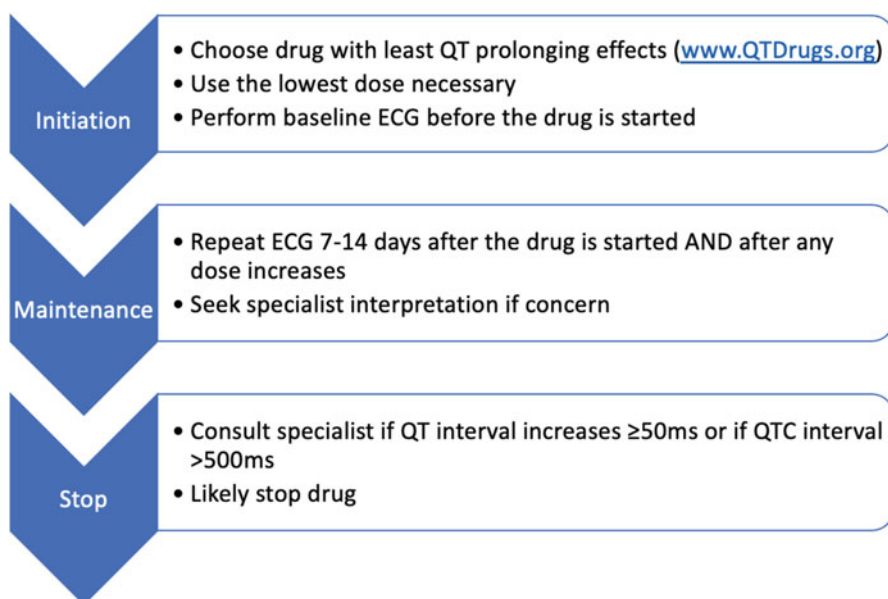 Initiation
• Choose drug with least QT prolonging effects (www.QTDrugs.org)
• Use the lowest dose necessary
• Perform baseline ECG before the drug is started
Maintenance
• Repeat ECG 7-14 days after the drug is started AND after any
dose increases
• Seek specialist interpretation if concern
Stop
• Consult specialist if QT interval increases ≥50ms or if QTC interval
>500ms
• Likely stop drug